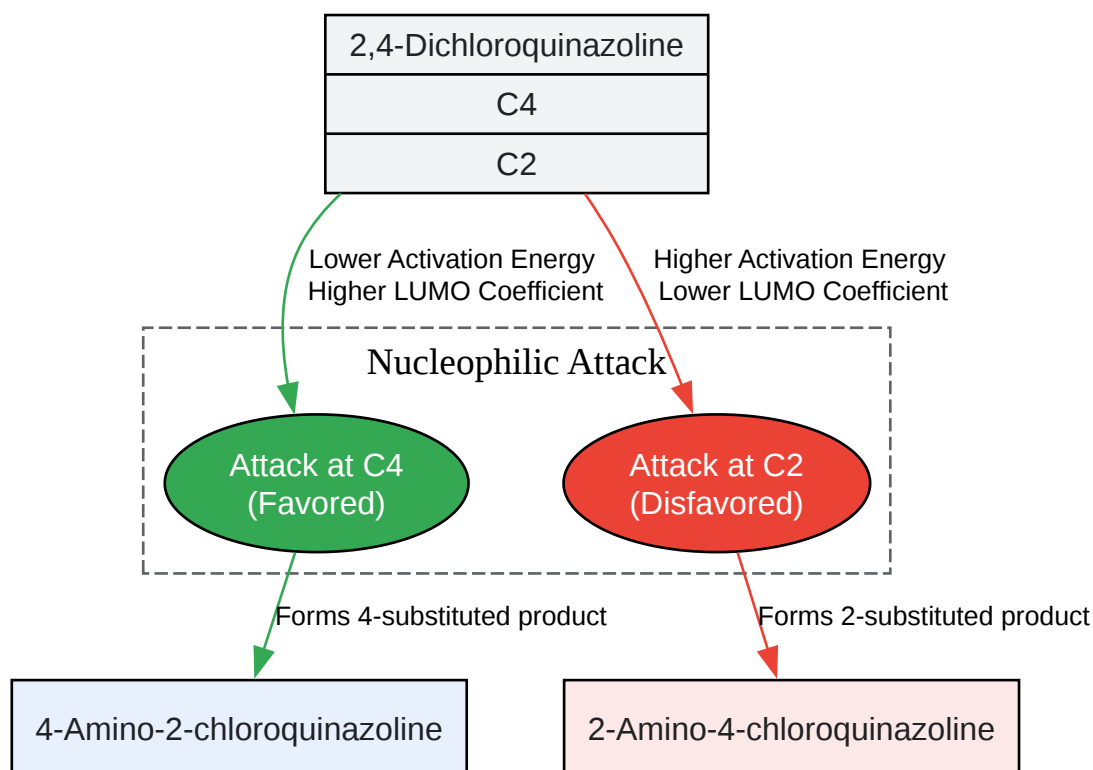 2,4-Dichloroquinazoline
C4
C2
Lower Activation Energy
Higher LUMO Coefficient
Higher Activation Energy
Lower LUMO Coefficient
Nucleophilic Attack
Attack at C4
(Favored)
Attack at C2
(Disfavored)
Forms 4-substituted product
Forms 2-substituted product
4-Amino-2-chloroquinazoline
2-Amino-4-chloroquinazoline